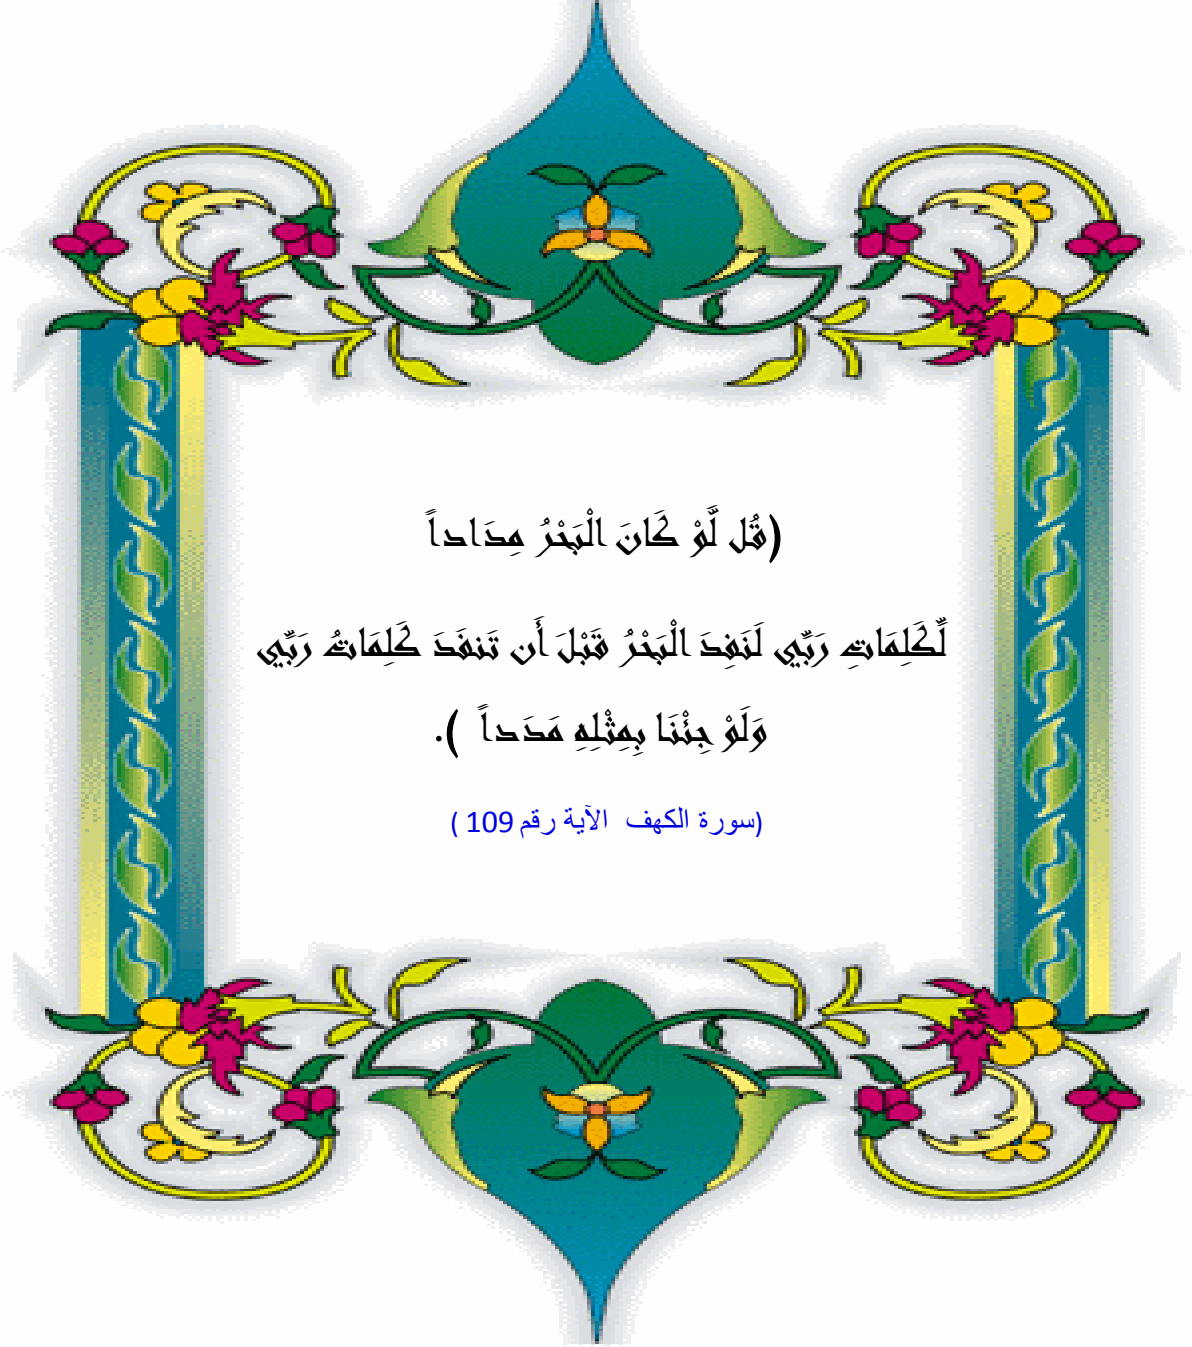 (قُل لَّوْ كَانَ الْبَحْرُ مِدَاداً
لِّكَلِمَاتِ رَبِّي لَنَفِدَ الْبَحْرُ قَبْلَ أَن تَنفَدَ كَلِمَاتُ رَبِّي
وَلَوْ جِئْنَا بِمِثْلِهِ مَدَداً ).
(سورة الكهف الآية رقم 109 )